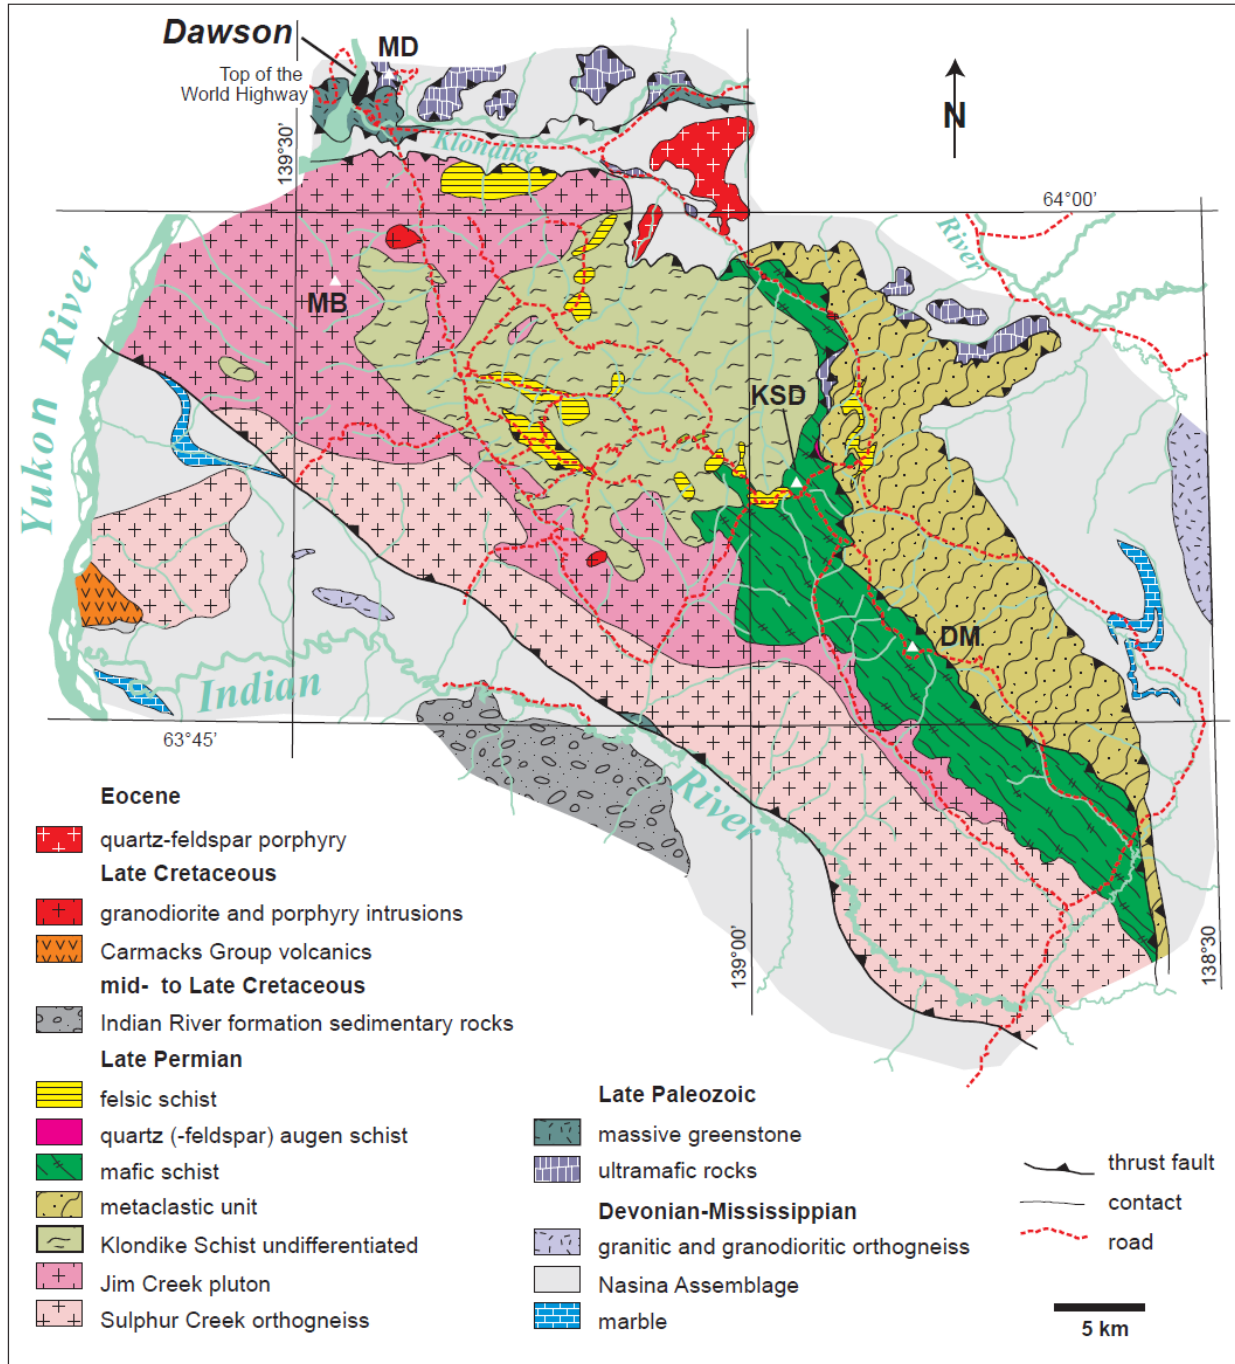 Dawson
MD
Top of the
World Highway
N
139°30'
Klondike
64°00'
River
Yukon River
MB
KSD
DM
Indian
River
63°45'
139°00'
138°30
Eocene
quartz-feldspar porphyry
Late Cretaceous
granodiorite and porphyry intrusions
Carmacks Group volcanics
mid- to Late Cretaceous
Indian River formation sedimentary rocks
Late Permian
felsic schist
quartz (-feldspar) augen schist
mafic schist
metaclastic unit
Klondike Schist undifferentiated
Jim Creek pluton
Sulphur Creek orthogneiss
Late Paleozoic
massive greenstone
ultramafic rocks
Devonian-Mississippian
granitic and granodioritic orthogneiss
Nasina Assemblage
marble
thrust fault
contact
road
5 km